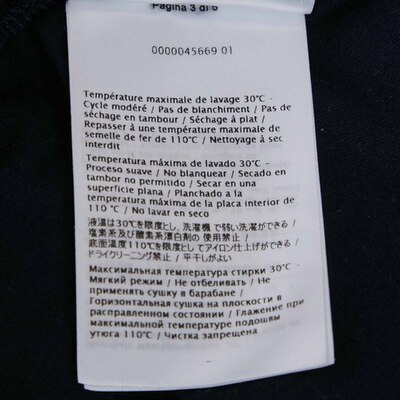 Pagina 3 di 6
0000045669 01
Température maximale de lavage 30°C -
Cycle modéré / Pas de blanchiment / Pas de
séchage en tambour / Séchage à plat /
Repasser à une température maximale de
semelle de fer de 110°C / Nettoyage à sec
interdit
Temperatura máxima de lavado 30°C -
Proceso suave / No blanquear / Secado en
tambor no permitido / Secar en una
superficie plana / Planchado a la
temperatura máxima de la placa interior de
110 °C / No lavar en seco
液温は30℃を限度とし、洗濯機で弱い洗濯ができる /
塩素系及び酸素系漂白剤の使用禁止 /
底面温度110℃を限度としてアイロン仕上げができる /
ドライクリーニング禁止 / 平干しがよい
Максимальная температура стирки 30°C -
Мягкий режим / Не отбеливать / Не
применять сушку в барабане /
Горизонтальная сушка на плоскости в
расправленном состоянии / Глажение при
максимальной температуре подошвы
утюга 110°C / Чистка запрещена